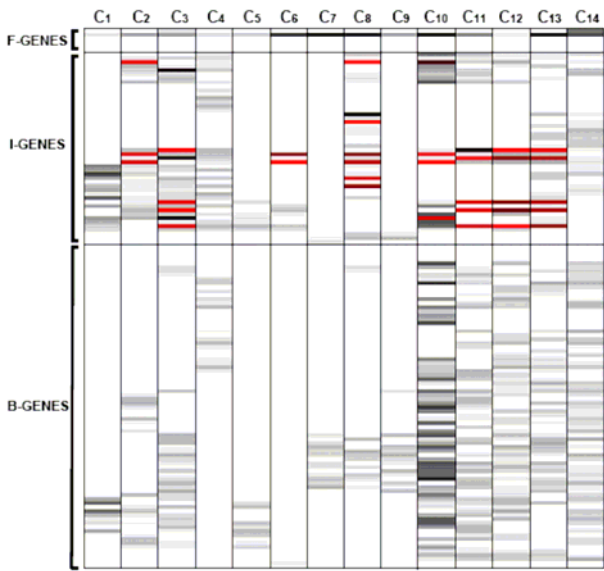 C1 C2 C3 C4 C5 C6 C7 C8 C9 C10 C11 C12 C13 C14
F-GENES
I-GENES
B-GENES